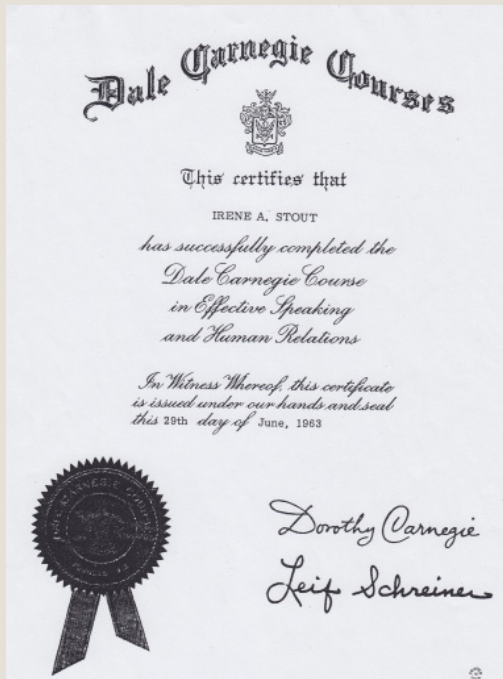 Dale Carnegie Courses
This certifies that
IRENE A. STOUT
has successfully completed the
Dale Carnegie Course
in Effective Speaking
and Human Relations
In Witness Whereof, this certificate
is issued under our hands and seal
this 29th day of June, 1963
Dorothy Carnegie
Leif Schreiner